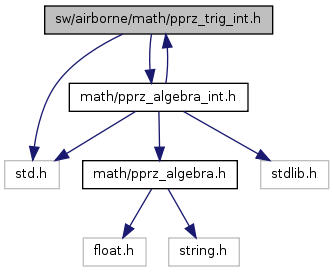 sw/airborne/math/pprz_trig_int.h
math/pprz_algebra_int.h
std.h
math/pprz_algebra.h
stdlib.h
float.h
string.h